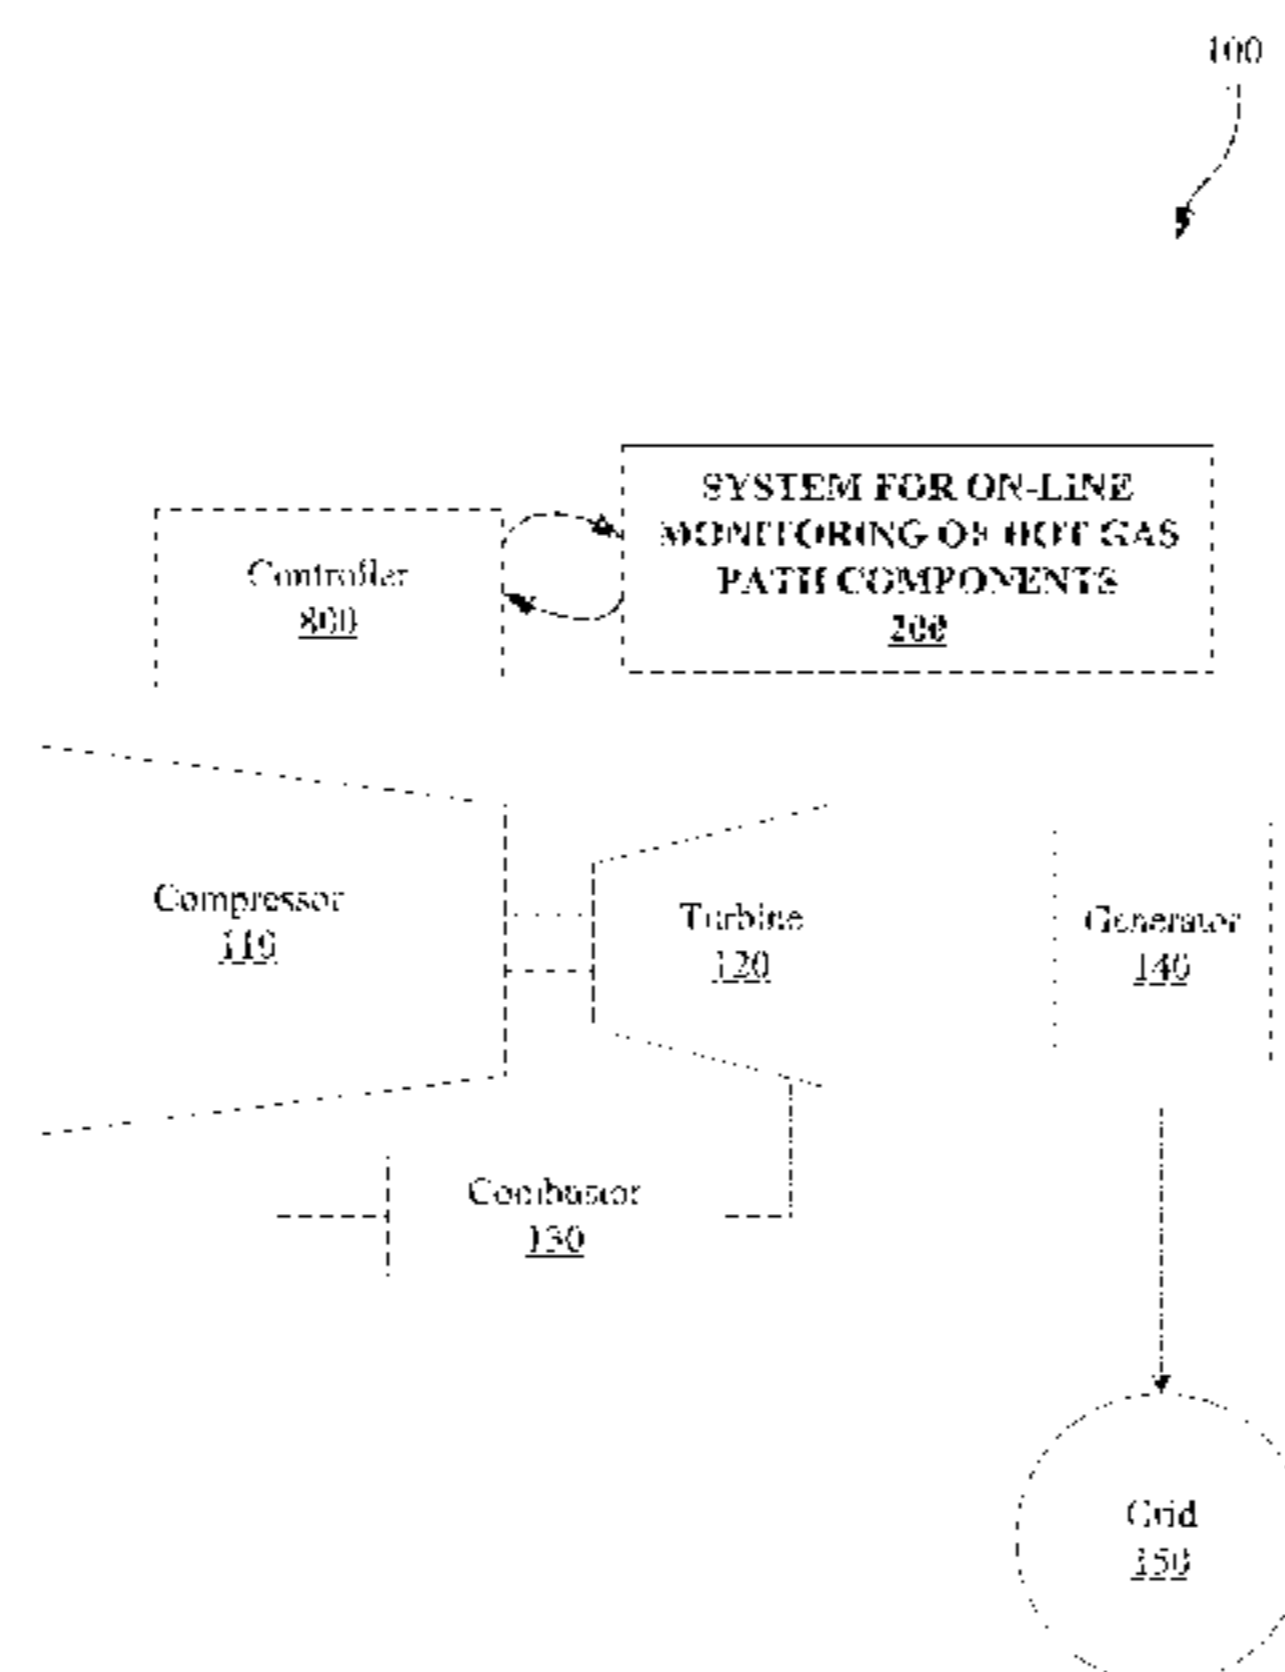 100
SYSTEM FOR ON-LINE
MONITORING OF HOT GAS
PATH COMPONENTS
200
Controller
800
Compressor
110
Turbine
120
Generator
140
Combustor
130
Grid
150